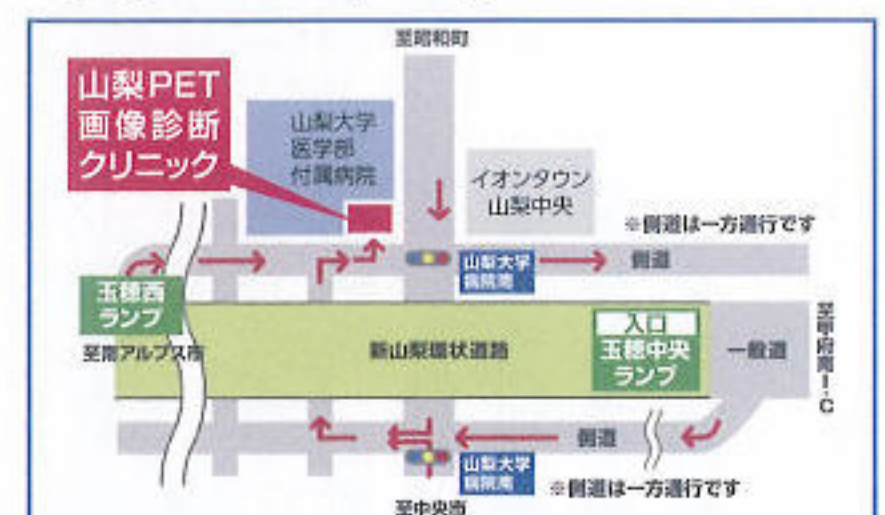 至昭和町
山梨PET
画像診断
クリニック
山梨大学
医学部
付属病院
イオンタウン
山梨中央
※側道は一方通行です
山梨大学
病院南
側道
玉穂西
ランプ
至南アルプス市
新山梨環状道路
入口
玉穂中央
ランプ
一般道
至甲府南I・C
側道
山梨大学
病院南
※側道は一方通行です
至中央市